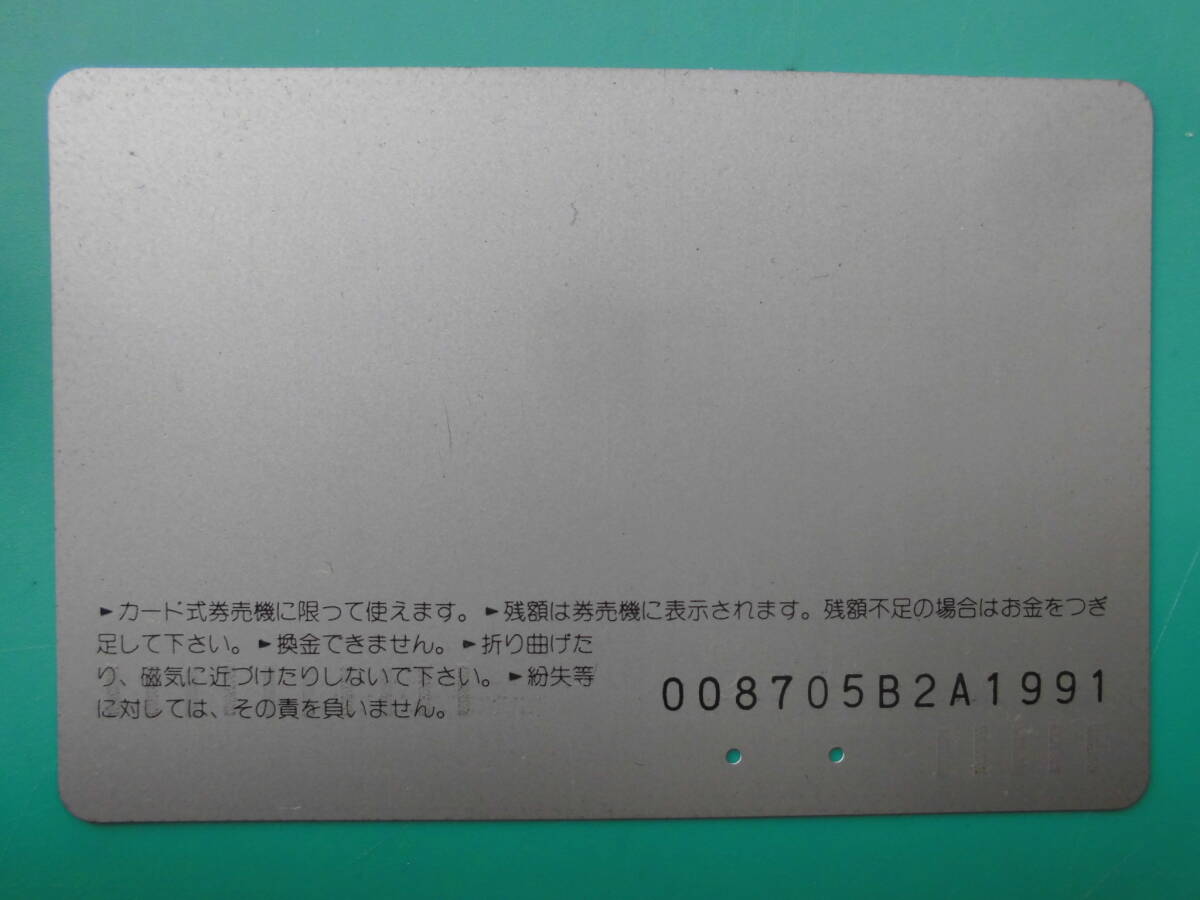 ►カード式券売機に限って使えます。►残額は券売機に表示されます。残額不足の場合はお金をつぎ
足して下さい。►換金できません。►折り曲げた
り、磁気に近づけたりしないで下さい。►紛失等
に対しては、その責を負いません。
008705B2A1991